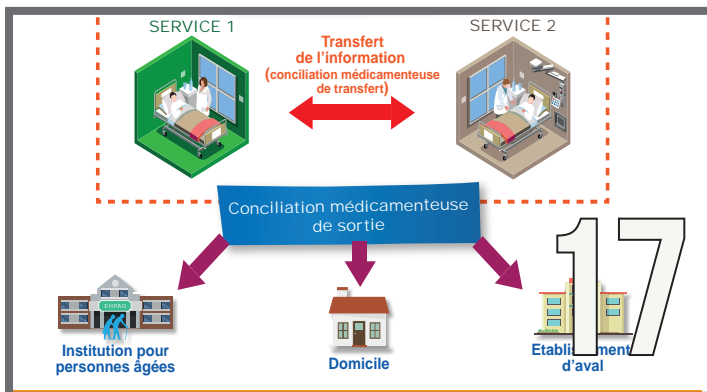 SERVICE 1
SERVICE 2
Transfert
de l'information
(conciliation médicamenteuse
de transfert)
Conciliation médicamenteuse
de sortie
17
EHPAD
Institution pour
personnes âgées
Domicile
d'aval